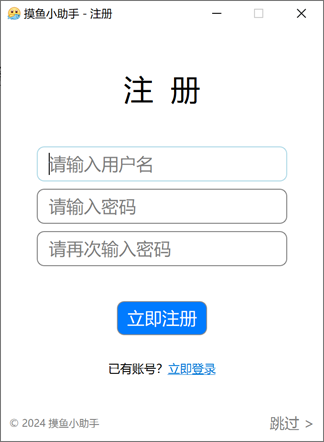 摸鱼小助手 - 注册
注 册
请输入用户名
请输入密码
请再次输入密码
立即注册
已有账号？立即登录
© 2024 摸鱼小助手
跳过 >